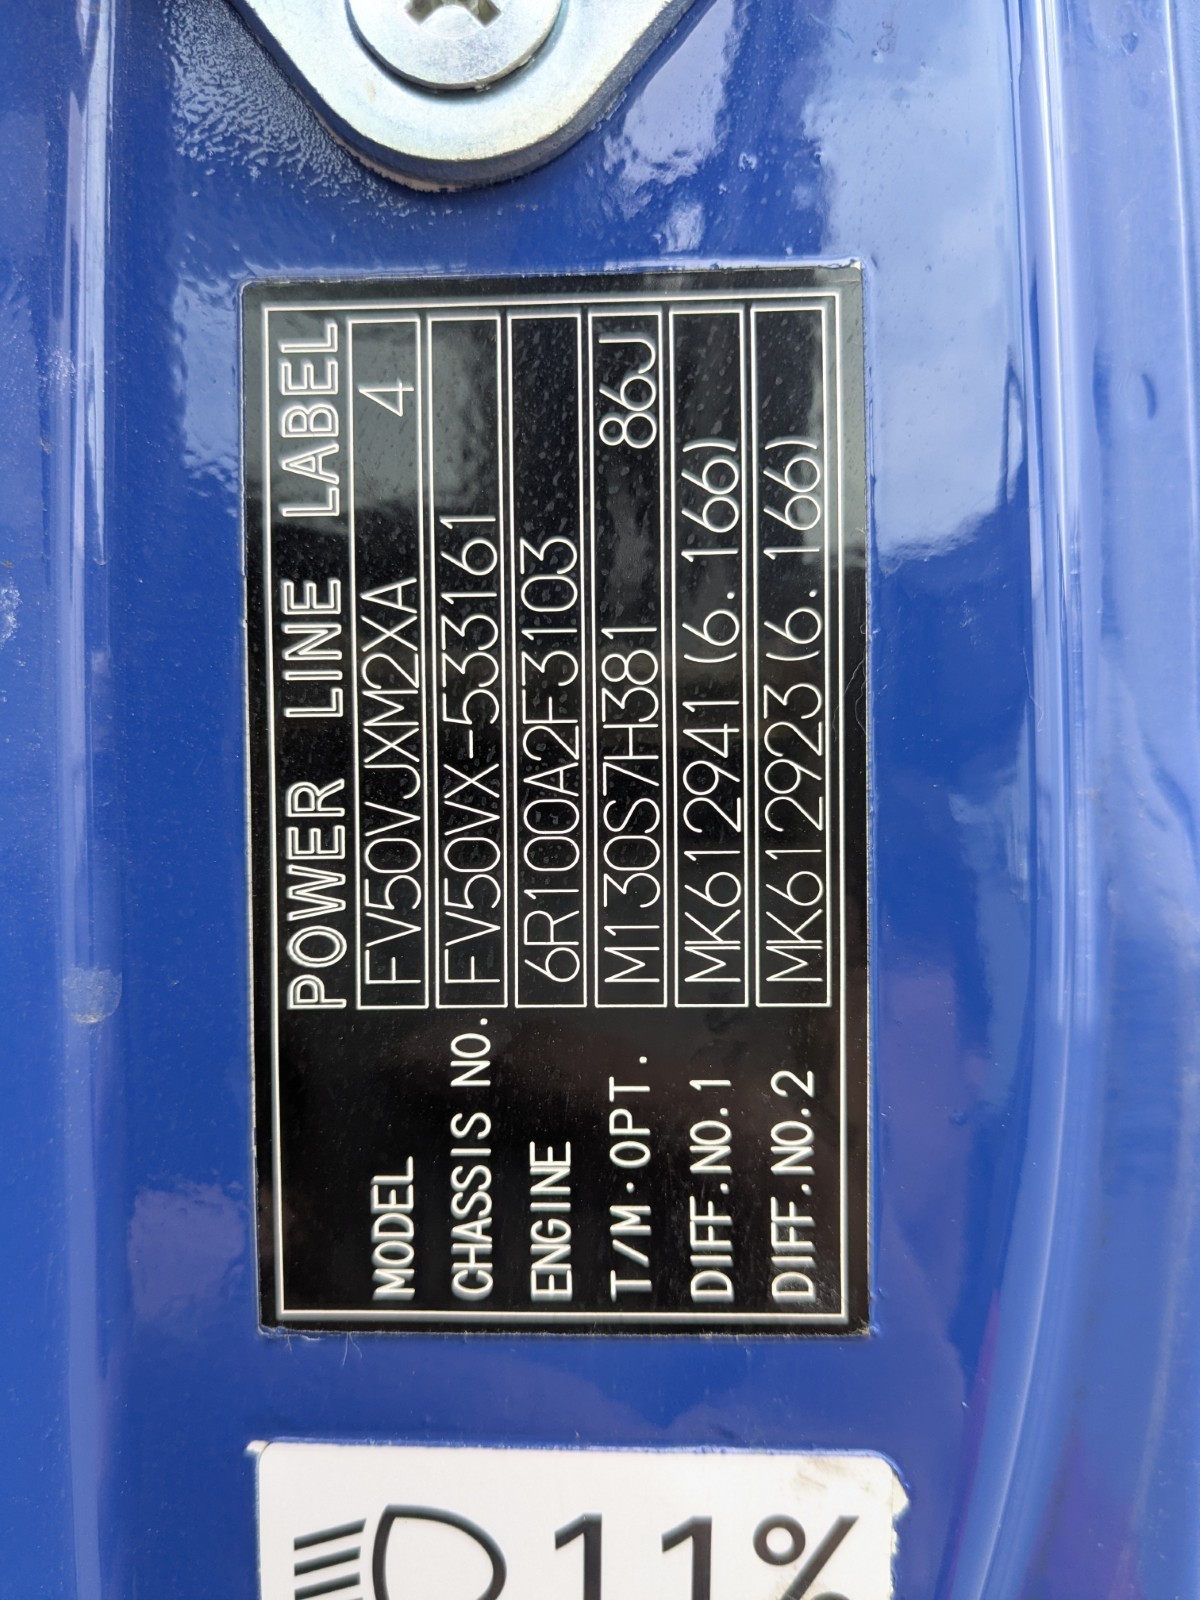 POWER LINE LABEL
MODEL FV50VJXM2XA 4
CHASSIS NO. FV50VX-533161
ENGINE 6R100A2F3103
T/M·OPT. M130S7H381 86J
DIFF.NO.1 MK612941(6.166)
DIFF.NO.2 MK612923(6.166)
11%